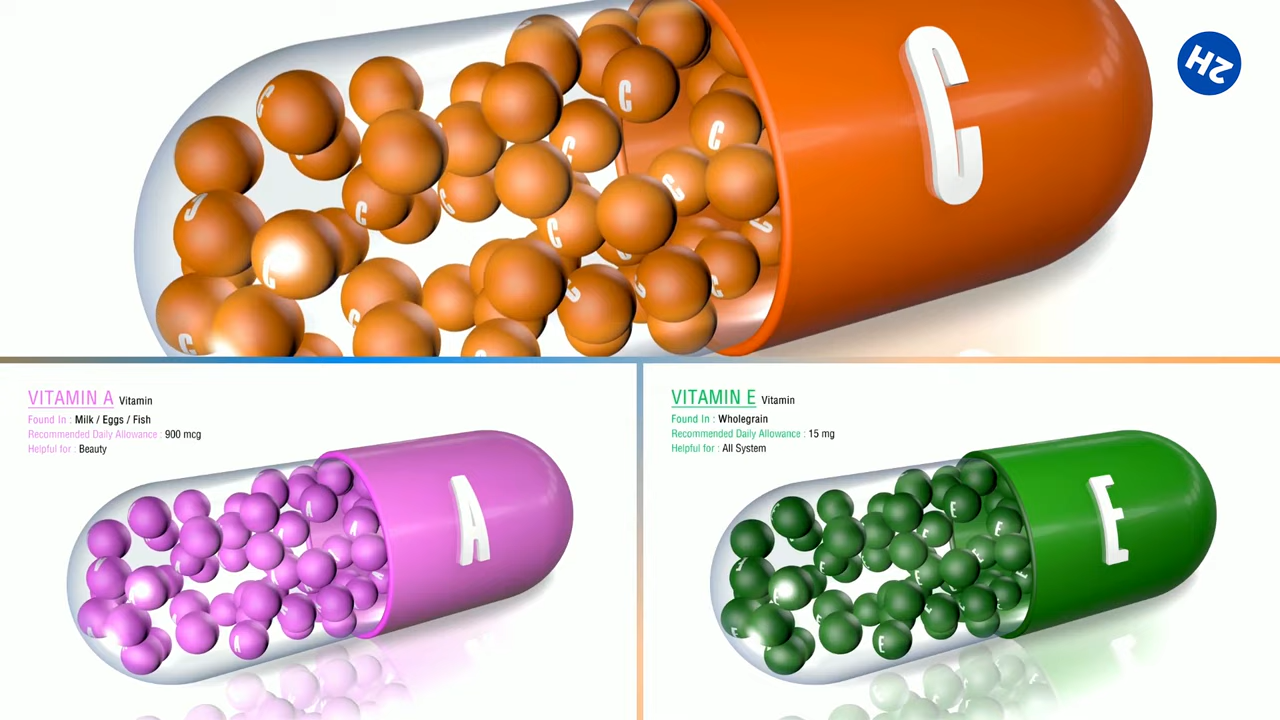 C
2H
VITAMIN A Vitamin
Found In : Milk / Eggs / Fish
Recommended Daily Allowance : 900 mcg
Helpful for : Beauty
A
VITAMIN E Vitamin
Found In : Wholegrain
Recommended Daily Allowance : 15 mg
Helpful for : All System
E